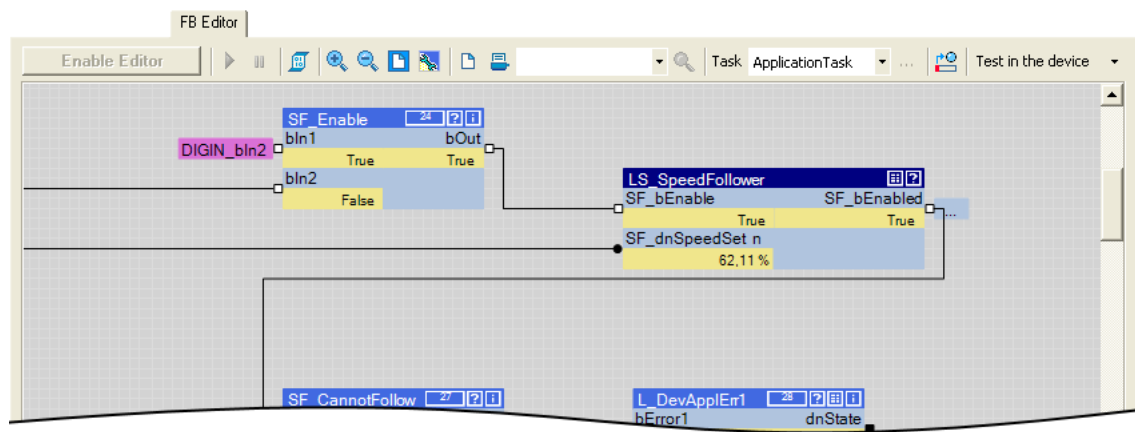 FB Editor
Enable Editor Task ApplicationTask ... Test in the device
SF_Enable 24 ? i
DIGIN_bIn2 bIn1 bOut
True True
bIn2
False
LS_SpeedFollower ?
SF_bEnable SF_bEnabled
True True
...
SF_dnSpeedSet n
62,11 %
SF_CannotFollow 27 ? i
L_DevApplErr1 28 ? i
bError1 dnState